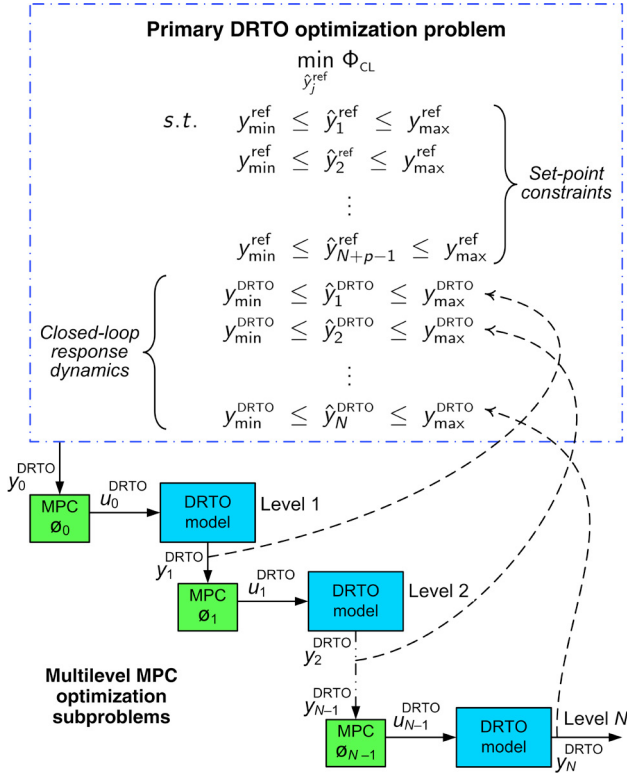 Primary DRTO optimization problem
min Φ_CL
ŷ_j^ref
s.t. y_min^ref ≤ ŷ_1^ref ≤ y_max^ref
y_min^ref ≤ ŷ_2^ref ≤ y_max^ref
⋮
y_min^ref ≤ ŷ_{N+p−1}^ref ≤ y_max^ref
Set-point
constraints
y_min^DRTO ≤ ŷ_1^DRTO ≤ y_max^DRTO
y_min^DRTO ≤ ŷ_2^DRTO ≤ y_max^DRTO
⋮
y_min^DRTO ≤ ŷ_N^DRTO ≤ y_max^DRTO
Closed-loop
response
dynamics
y_0^DRTO
MPC
ø_0
u_0^DRTO
DRTO
model
Level 1
y_1^DRTO
MPC
ø_1
u_1^DRTO
DRTO
model
Level 2
y_2^DRTO
y_{N−1}^DRTO
MPC
ø_{N−1}
u_{N−1}^DRTO
DRTO
model
Level N
y_N^DRTO
Multilevel MPC
optimization
subproblems